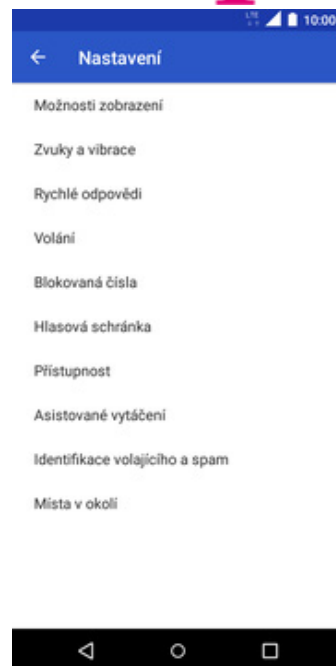 LTE 10:00
Nastavení
Možnosti zobrazení
Zvuky a vibrace
Rychlé odpovědi
Volání
Blokovaná čísla
Hlasová schránka
Přístupnost
Asistované vytáčení
Identifikace volajícího a spam
Místa v okolí